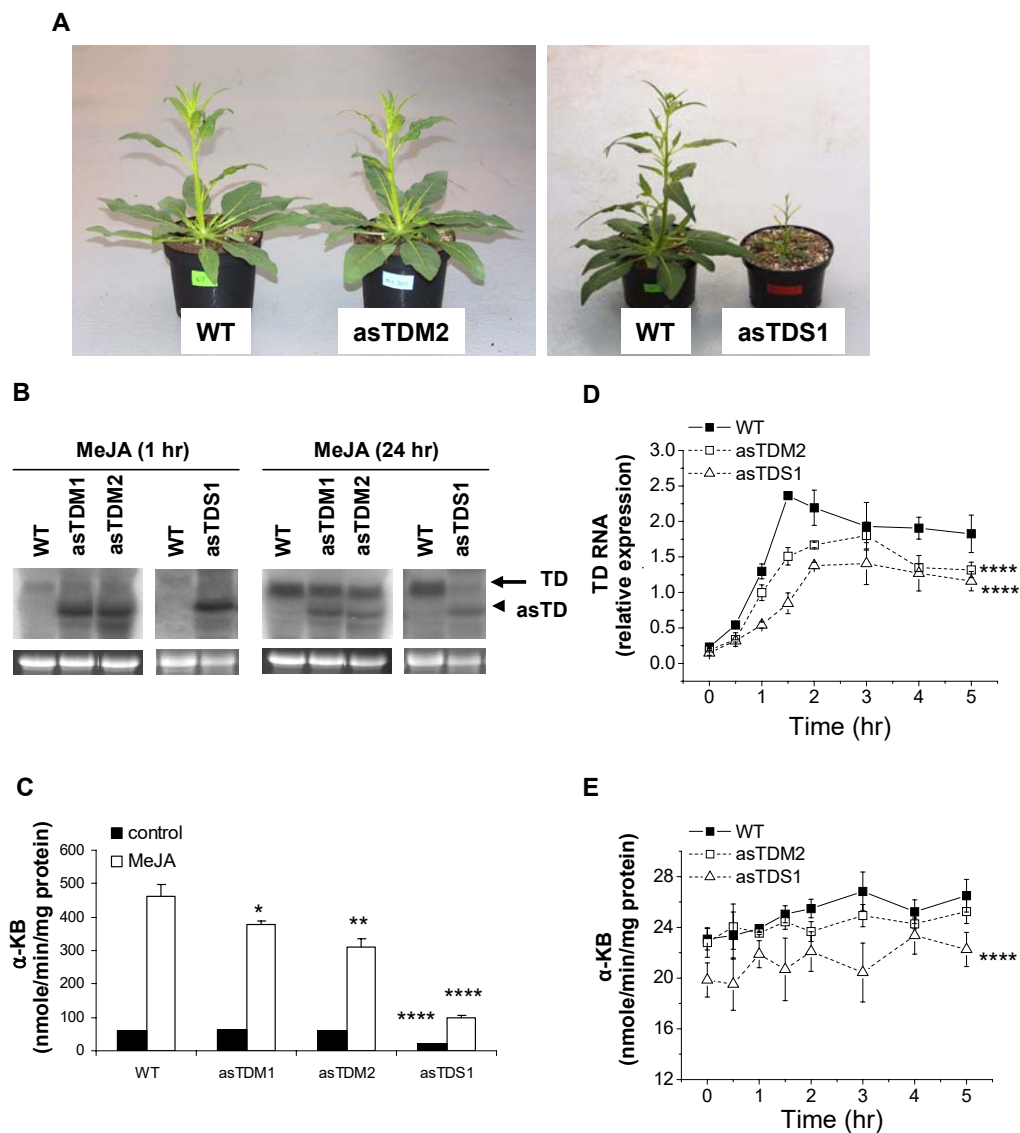 A
WT
asTDM2
WT
asTDS1
B
MeJA (1 hr)
MeJA (24 hr)
WT
asTDM1
asTDM2
WT
asTDS1
WT
asTDM1
asTDM2
WT
asTDS1
TD
asTD
C
control
MeJA
α-KB
(nmole/min/mg protein)
600
500
400
300
200
100
0
*
**
****
****
WT
asTDM1
asTDM2
asTDS1
D
WT
asTDM2
asTDS1
TD RNA
(relative expression)
3.0
2.5
2.0
1.5
1.0
0.5
0.0
****
****
0 1 2 3 4 5
Time (hr)
E
WT
asTDM2
asTDS1
α-KB
(nmole/min/mg protein)
28
24
20
16
12
****
0 1 2 3 4 5
Time (hr)